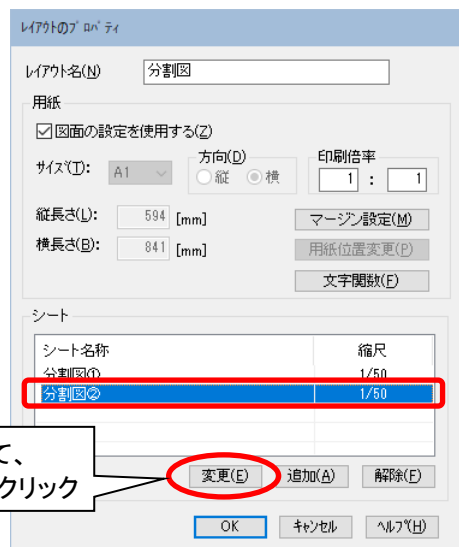 レイアウトのプロパティ
レイアウト名(N) 分割図
用紙
☑図面の設定を使用する(Z)
サイズ(T): A1 方向(D) ○縦 ◉横 印刷倍率 1 : 1
縦長さ(L): 594 [mm] マージン設定(M)
横長さ(B): 841 [mm] 用紙位置変更(P)
文字関数(F)
シート
シート名称 縮尺
分割図① 1/50
分割図② 1/50
て、
クリック
変更(E) 追加(A) 解除(F)
OK キャンセル ヘルプ(H)